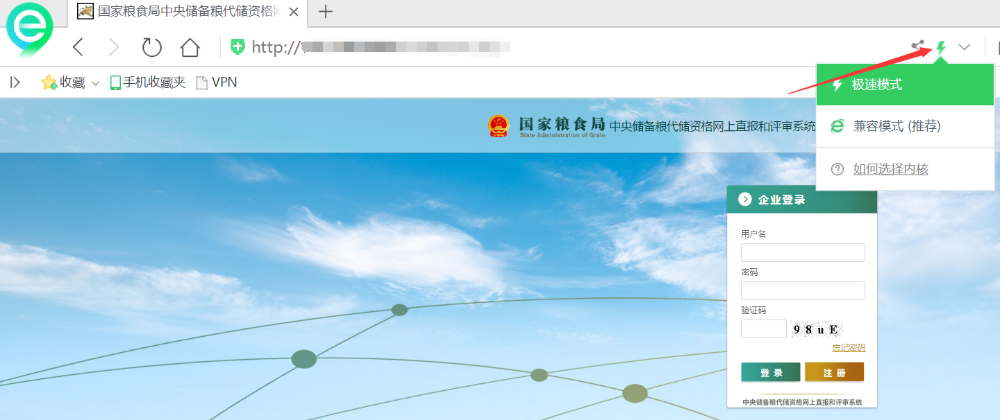 国家粮食局中央储备粮代储资格
http://
收藏
手机收藏夹
VPN
极速模式
兼容模式 (推荐)
如何选择内核
国家粮食局
State Administration of Grain
中央储备粮代储资格网上直报和评审系统
企业登录
用户名
密码
验证码
98uE
忘记密码
登 录
注 册
中央储备粮代储资格网上直报和评审系统